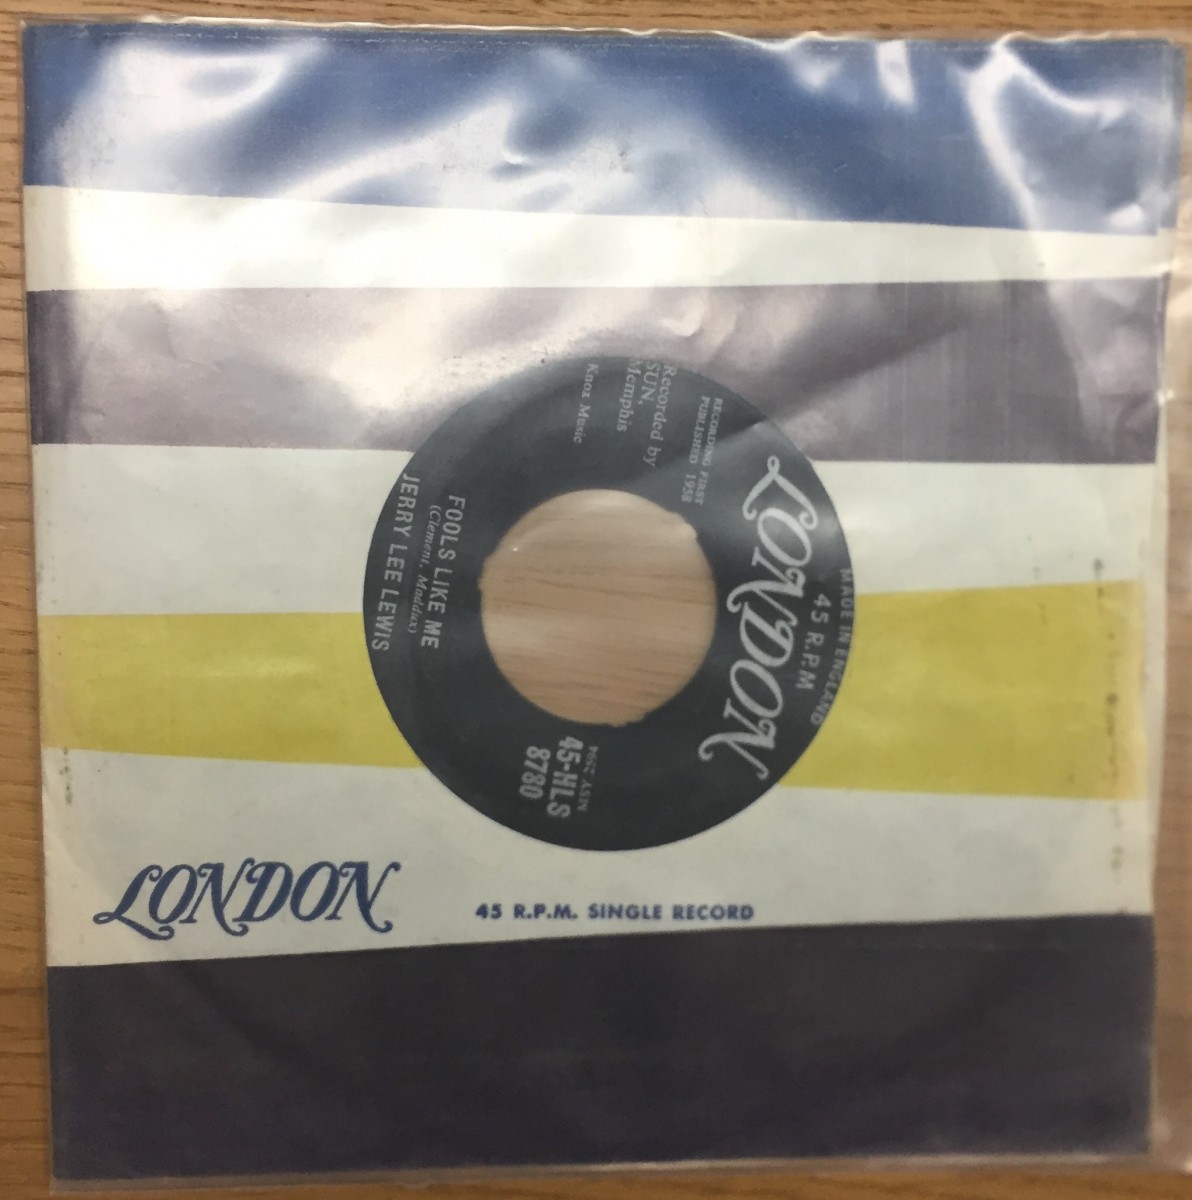 MADE IN ENGLAND
45 R.P.M
LONDON
RECORDING FIRST
PUBLISHED 1958
Recorded by
SUN,
Memphis
Knox Music
45-HLS
8780
FOOLS LIKE ME
(Clement, Maddux)
JERRY LEE LEWIS
LONDON
45 R.P.M. SINGLE RECORD